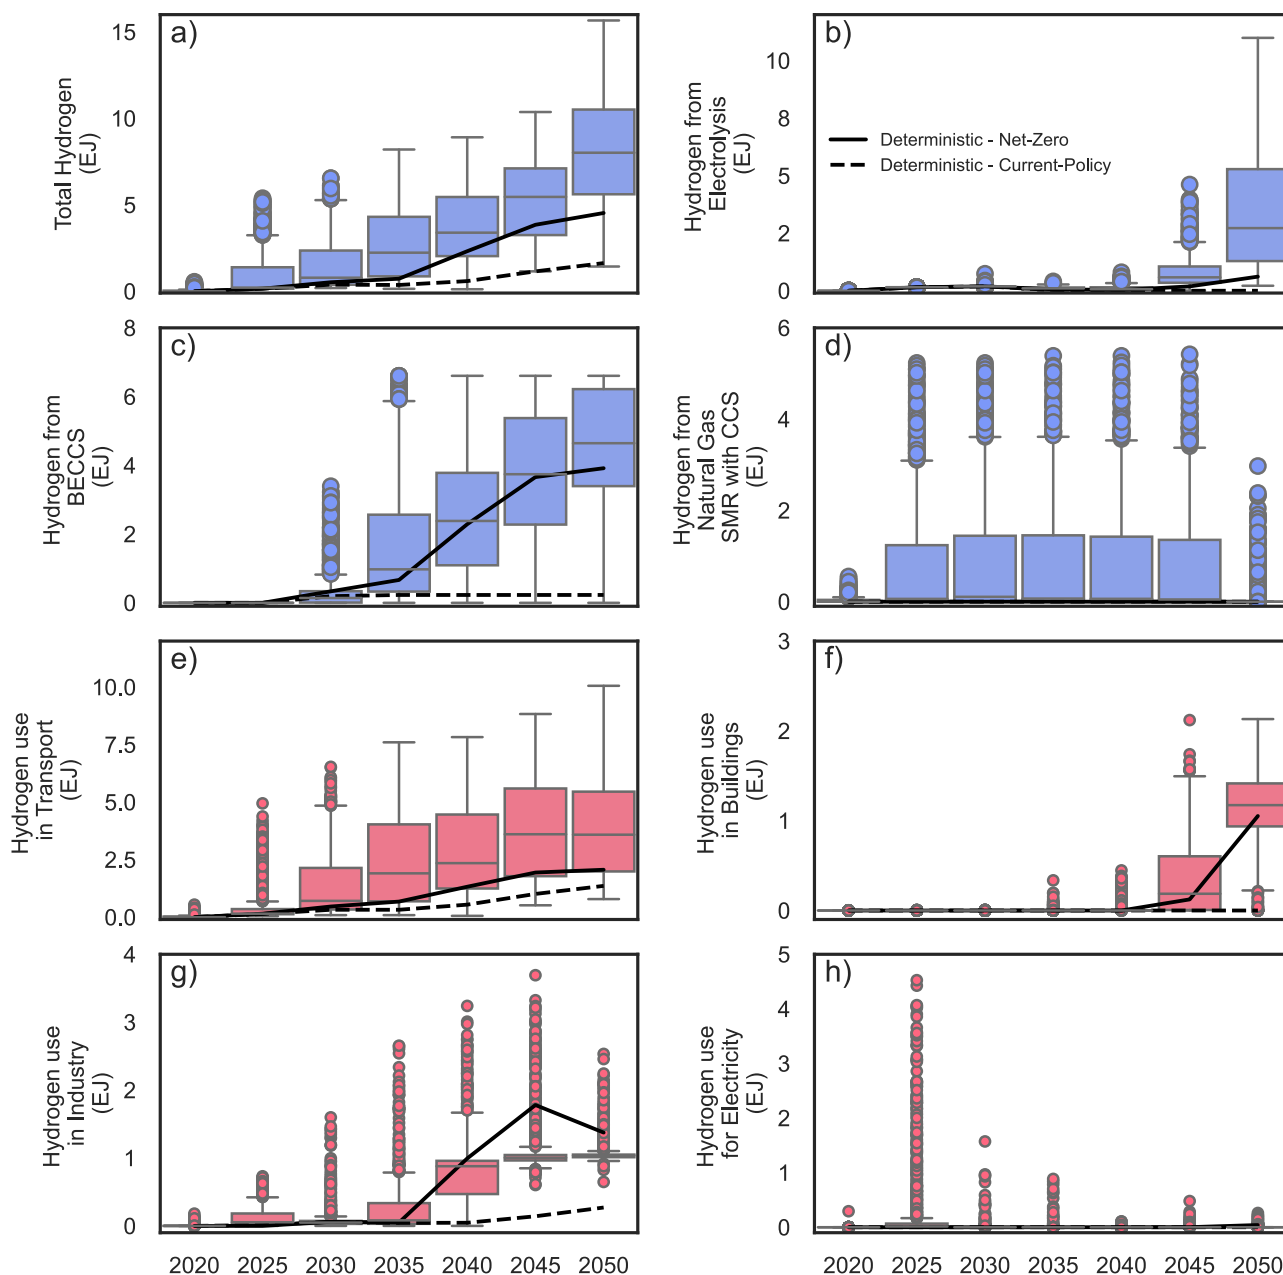 a)
Total Hydrogen
(EJ)
15
10
5
0
b)
Hydrogen from
Electrolysis
(EJ)
10
8
5
2
0
Deterministic - Net-Zero
Deterministic - Current-Policy
c)
Hydrogen from
BECCS
(EJ)
8
6
4
2
0
d)
Hydrogen from
Natural Gas
SMR with CCS
(EJ)
6
4
2
0
e)
Hydrogen use
in Transport
(EJ)
10.0
7.5
5.0
2.5
0.0
f)
Hydrogen use
in Buildings
(EJ)
3
2
1
0
g)
Hydrogen use
in Industry
(EJ)
4
3
2
1
0
2020 2025 2030 2035 2040 2045 2050
h)
Hydrogen use
for Electricity
(EJ)
5
4
3
2
1
0
2020 2025 2030 2035 2040 2045 2050